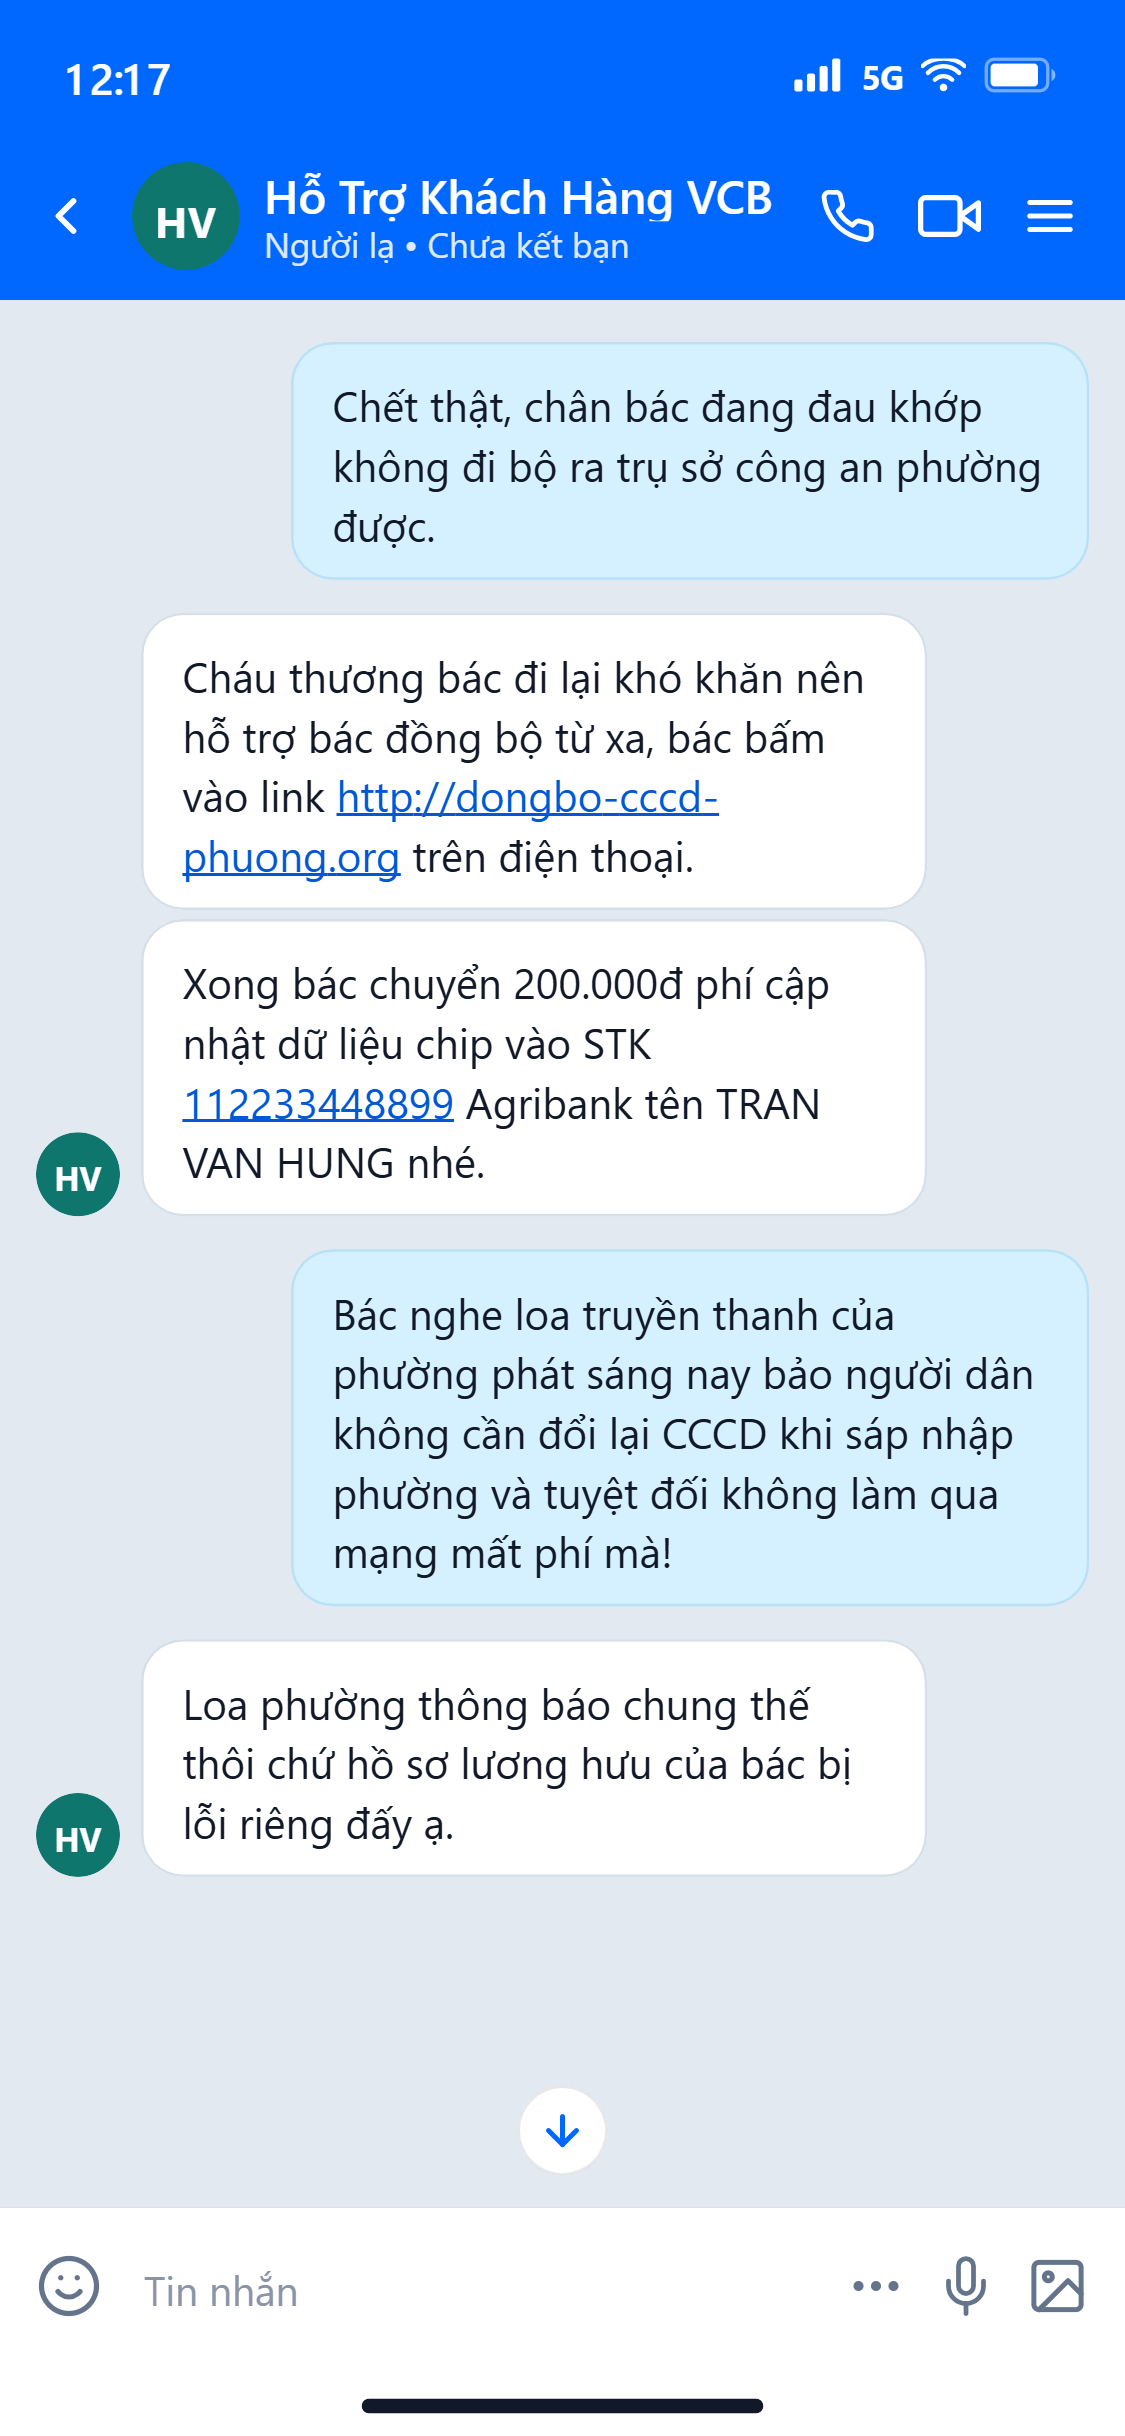 12:17
5G
HV
Hỗ Trợ Khách Hàng VCB
Người lạ • Chưa kết bạn
Chết thật, chân bác đang đau khớp
không đi bộ ra trụ sở công an phường
được.
Cháu thương bác đi lại khó khăn nên
hỗ trợ bác đồng bộ từ xa, bác bấm
vào link http://dongbo-cccd-
phuong.org trên điện thoại.
Xong bác chuyển 200.000đ phí cập
nhật dữ liệu chip vào STK
112233448899 Agribank tên TRAN
VAN HUNG nhé.
HV
Bác nghe loa truyền thanh của
phường phát sáng nay bảo người dân
không cần đổi lại CCCD khi sáp nhập
phường và tuyệt đối không làm qua
mạng mất phí mà!
Loa phường thông báo chung thế
thôi chứ hồ sơ lương hưu của bác bị
lỗi riêng đấy ạ.
HV
Tin nhắn